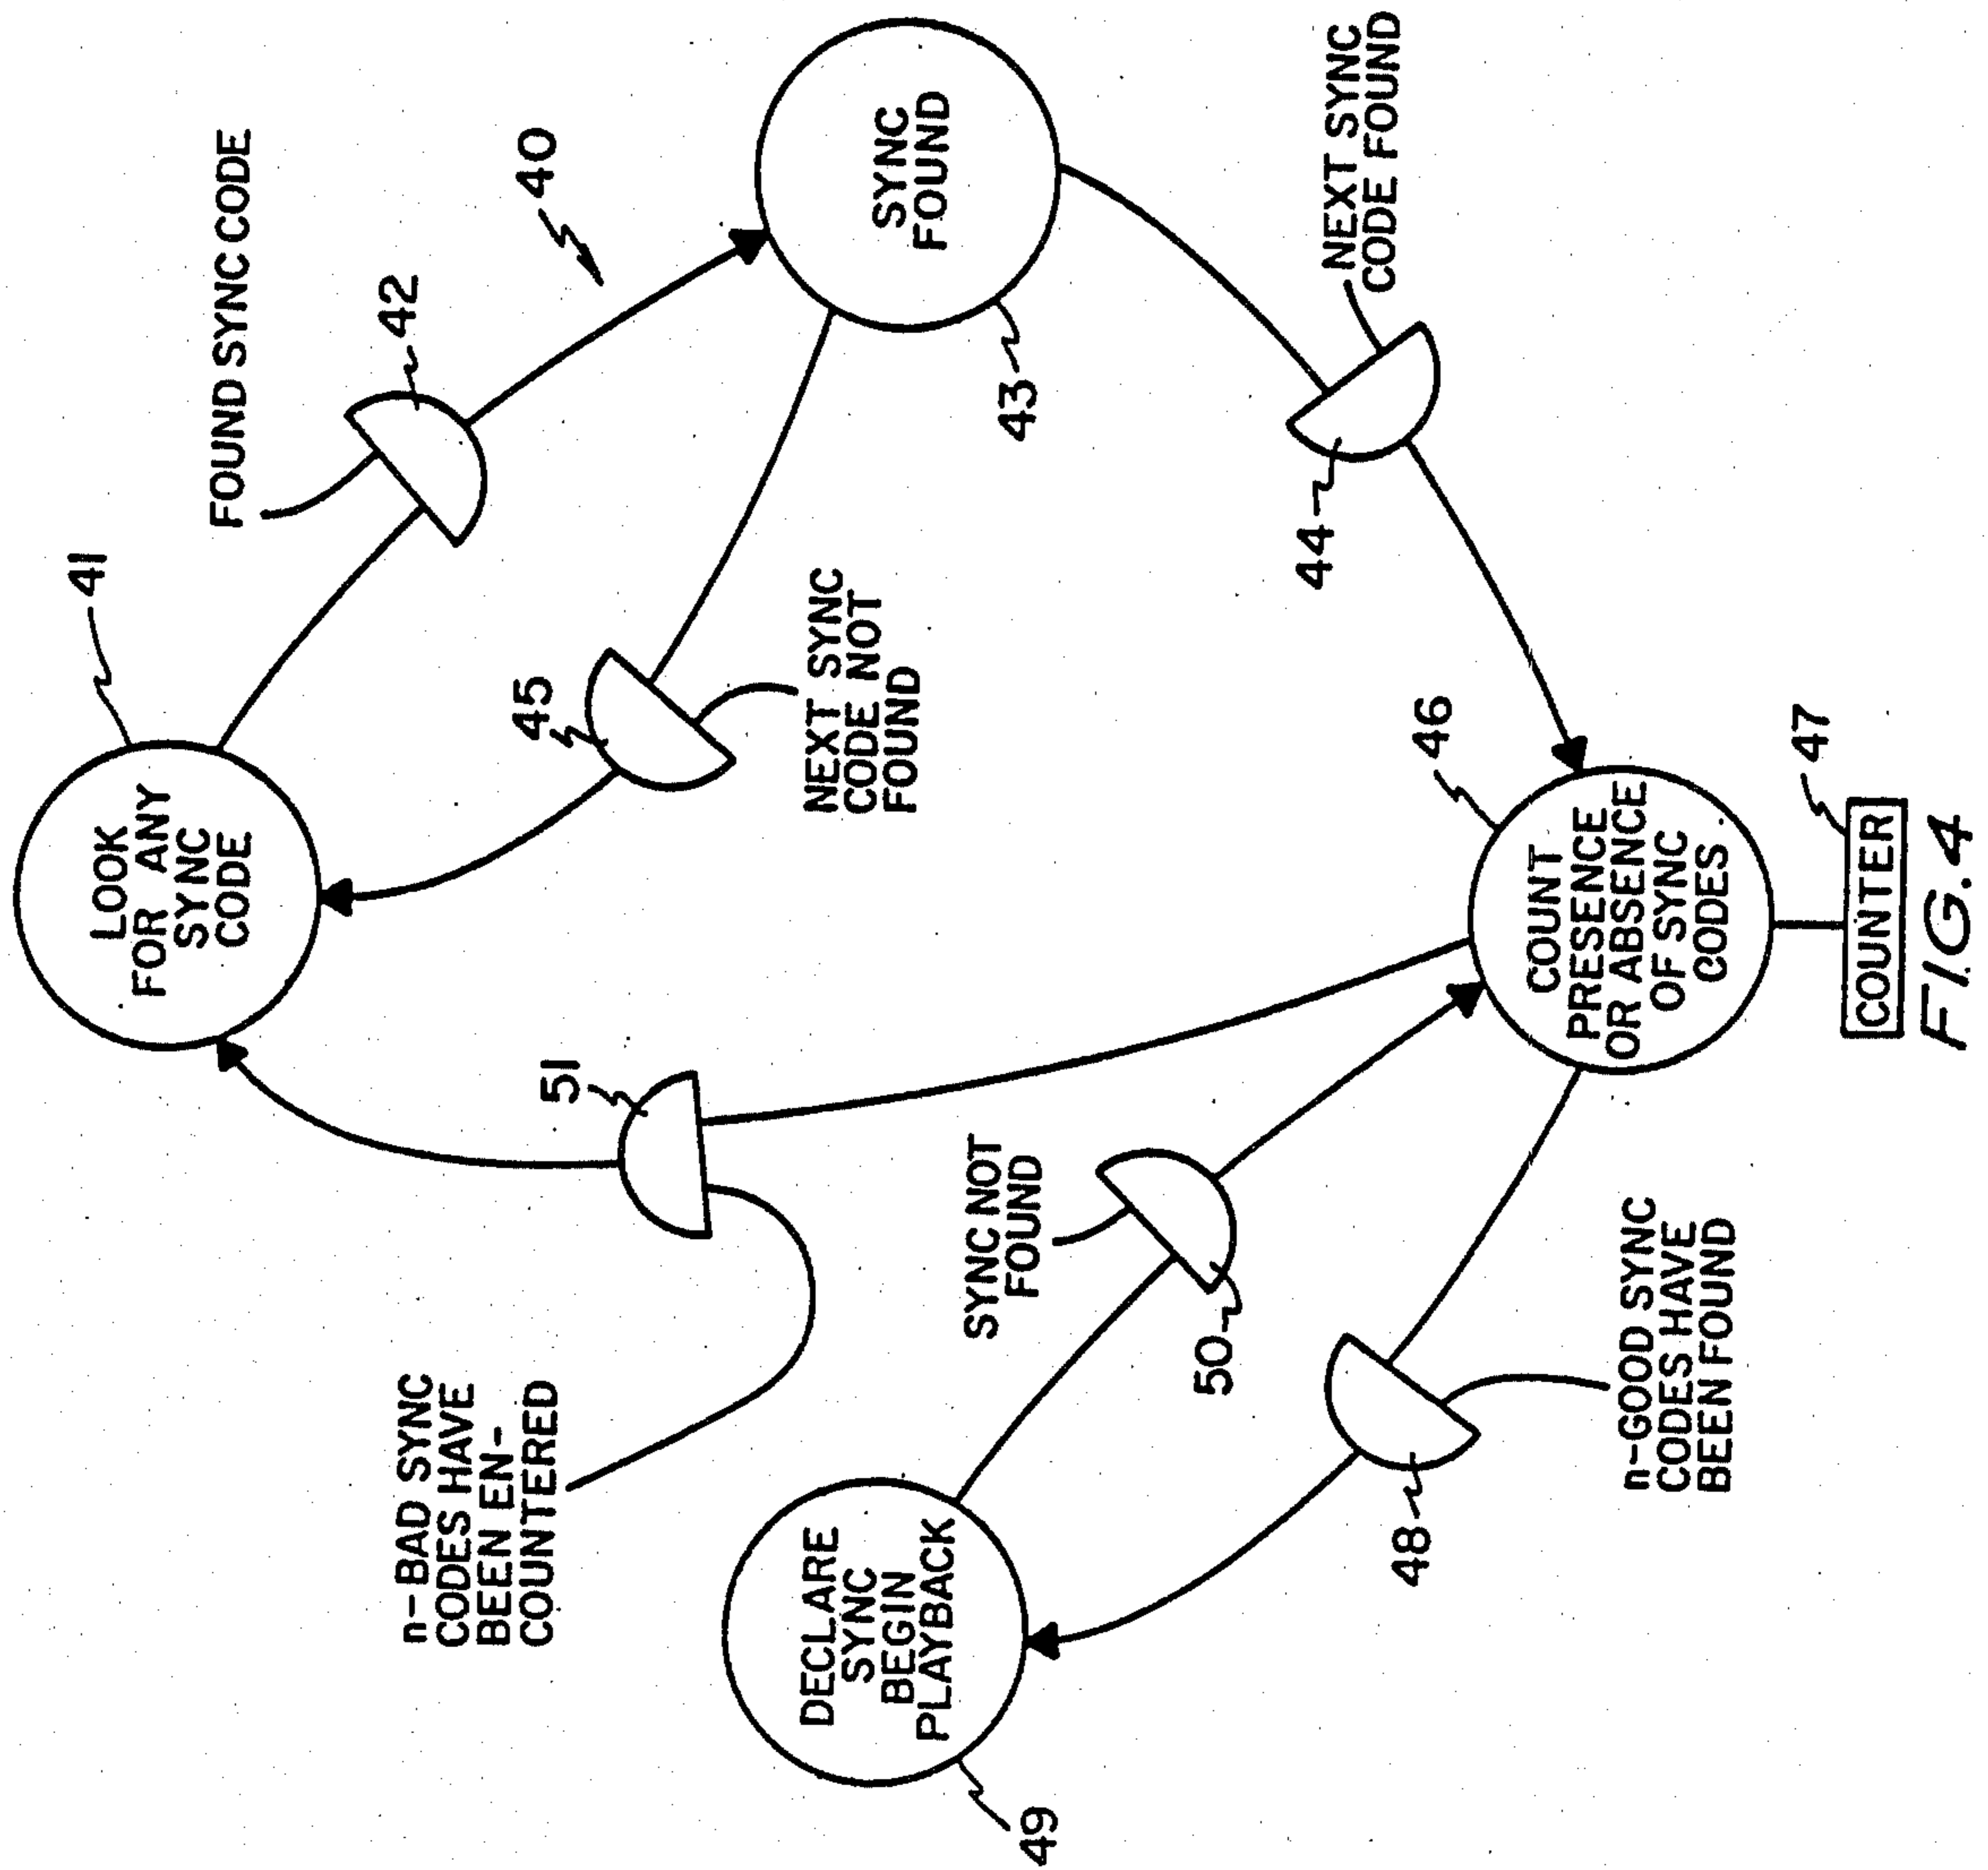 41
LOOK
FOR ANY
SYNC
CODE
FOUND SYNC CODE
42
40
SYNC
FOUND
43
45
NEXT SYNC
CODE NOT
FOUND
NEXT SYNC
CODE FOUND
44
46
COUNT
PRESENCE
OR ABSENCE
OF SYNC
CODES
47
COUNTER
51
n-BAD SYNC
CODES HAVE
BEEN EN-
COUNTERED
SYNC NOT
FOUND
50
DECLARE
SYNC
BEGIN
PLAYBACK
49
48
n-GOOD SYNC
CODES HAVE
BEEN FOUND
FIG. 4